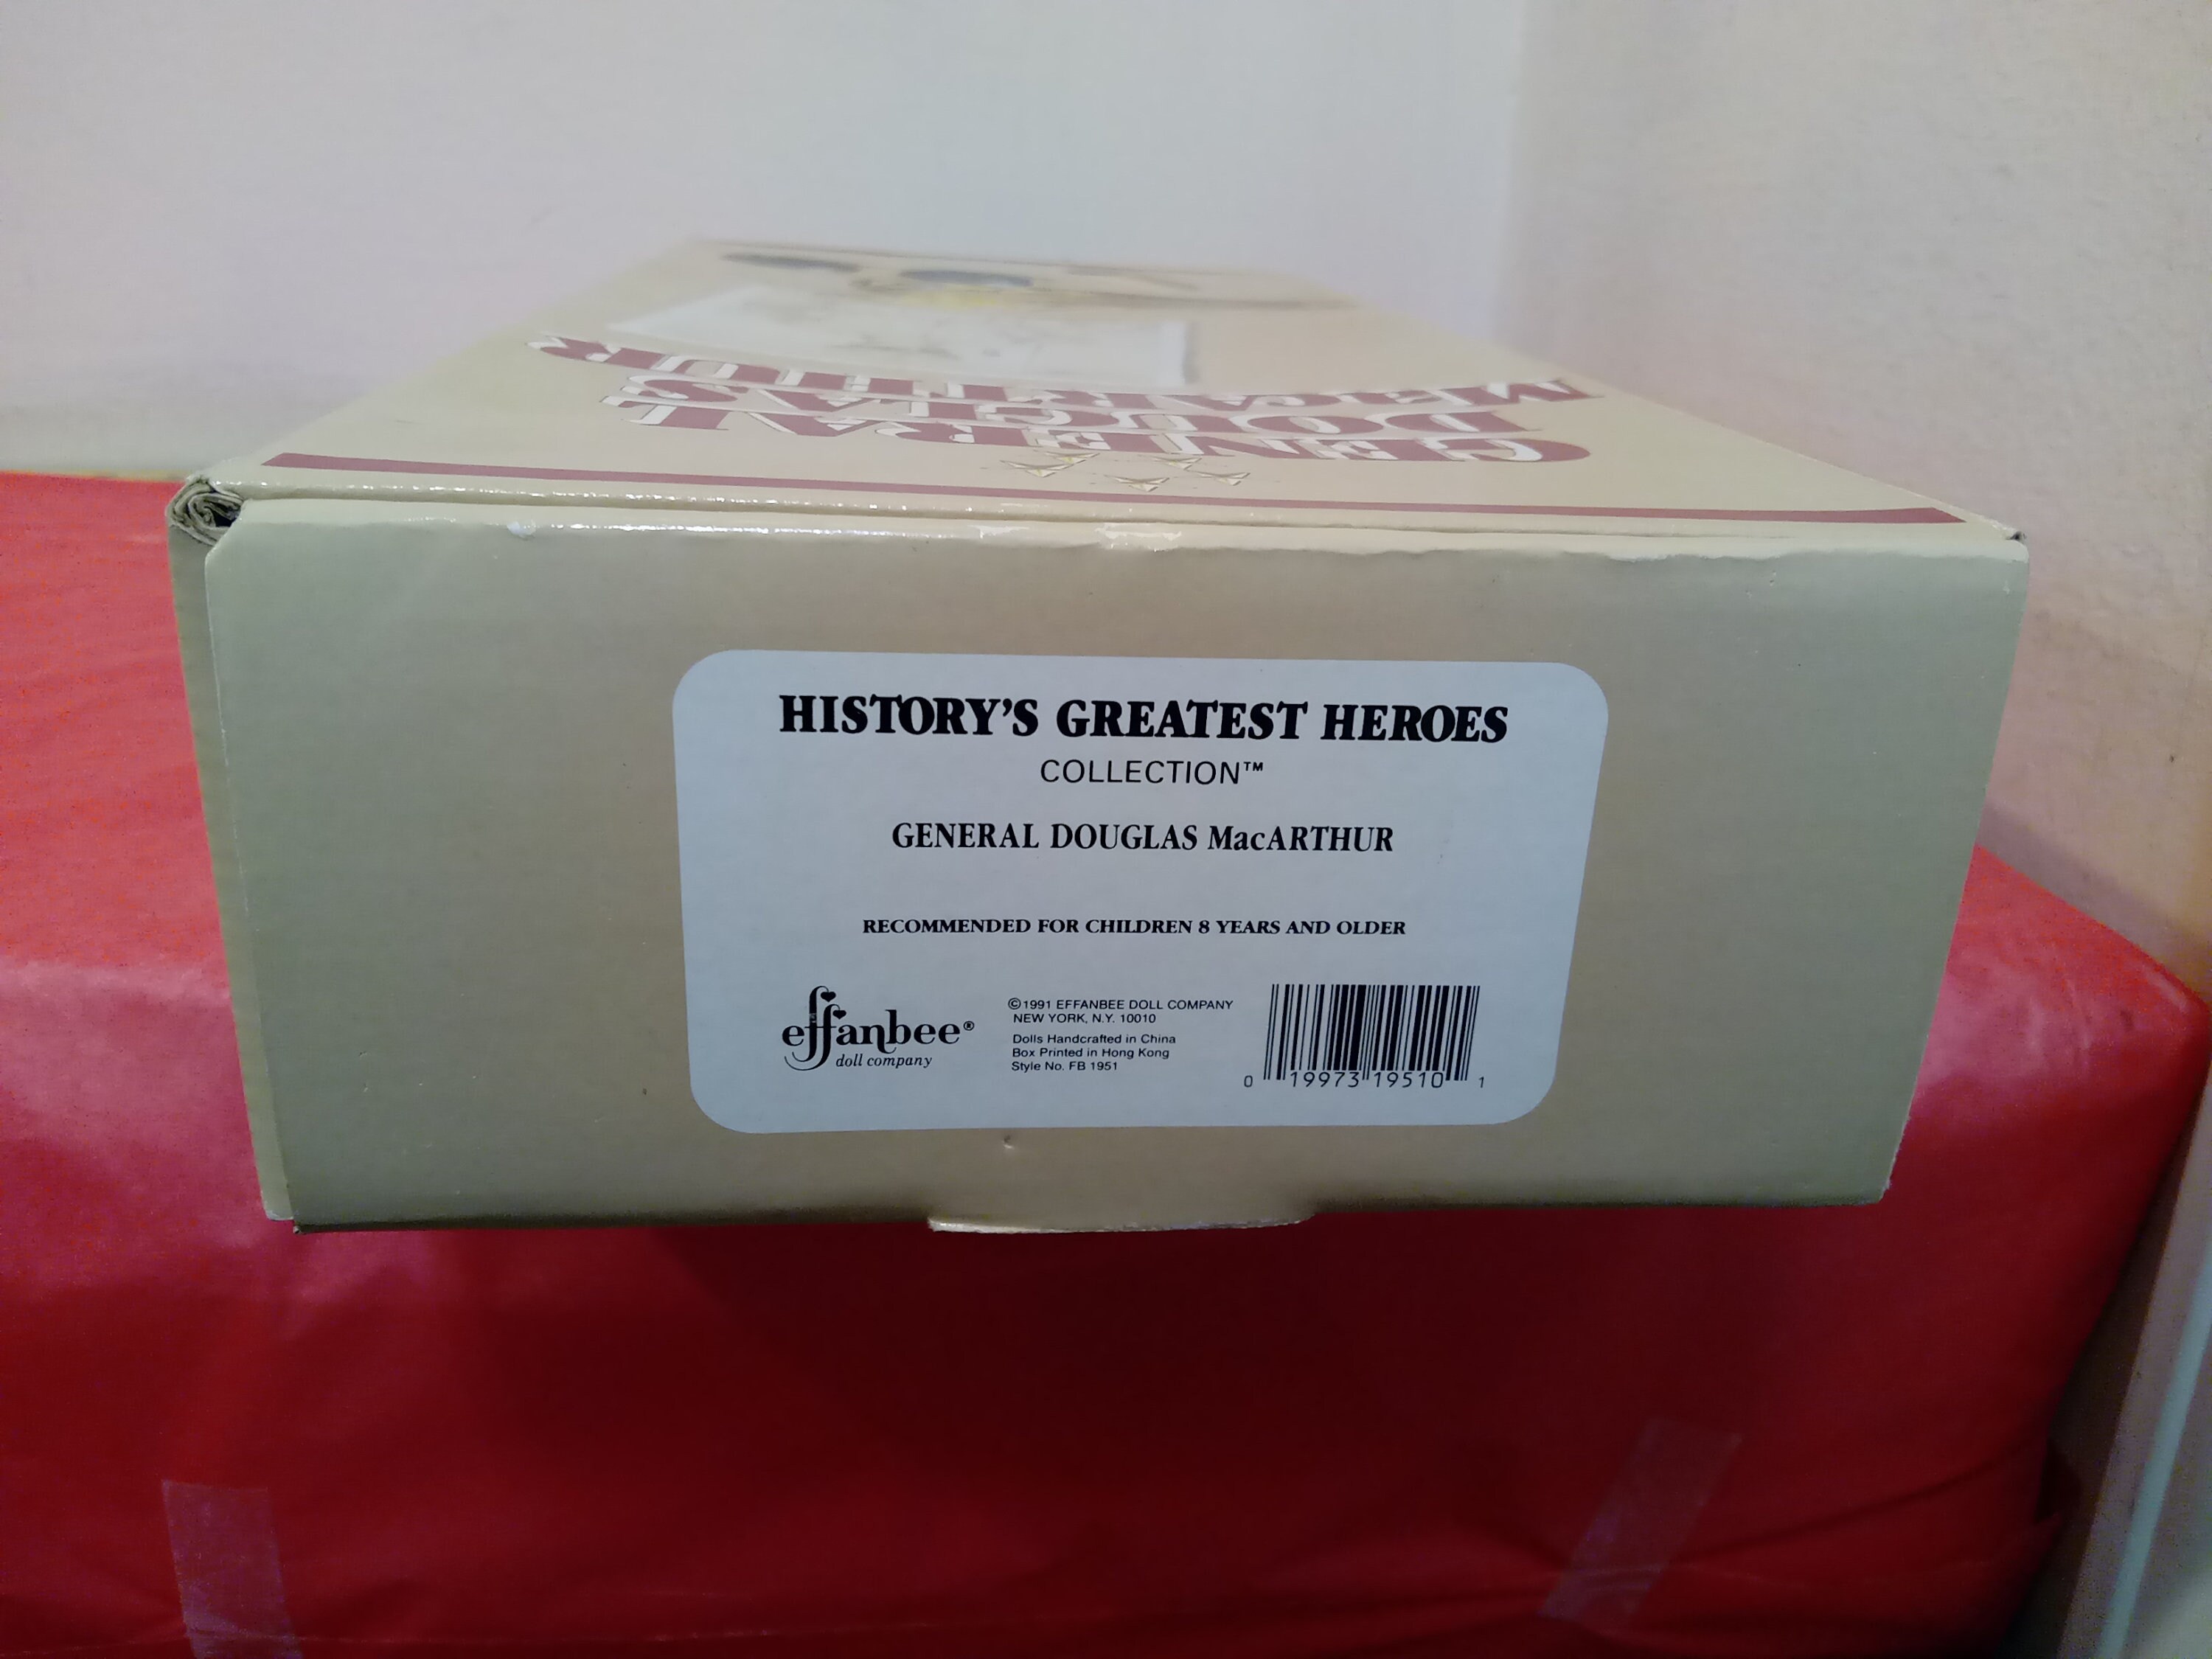 GENERAL
DOUGLAS
MacARTHUR
HISTORY'S GREATEST HEROES
COLLECTION™
GENERAL DOUGLAS MacARTHUR
RECOMMENDED FOR CHILDREN 8 YEARS AND OLDER
effanbee®
doll company
©1991 EFFANBEE DOLL COMPANY
NEW YORK, N.Y. 10010
Dolls Handcrafted in China
Box Printed in Hong Kong
Style No. FB 1951
0 19973 19510 1